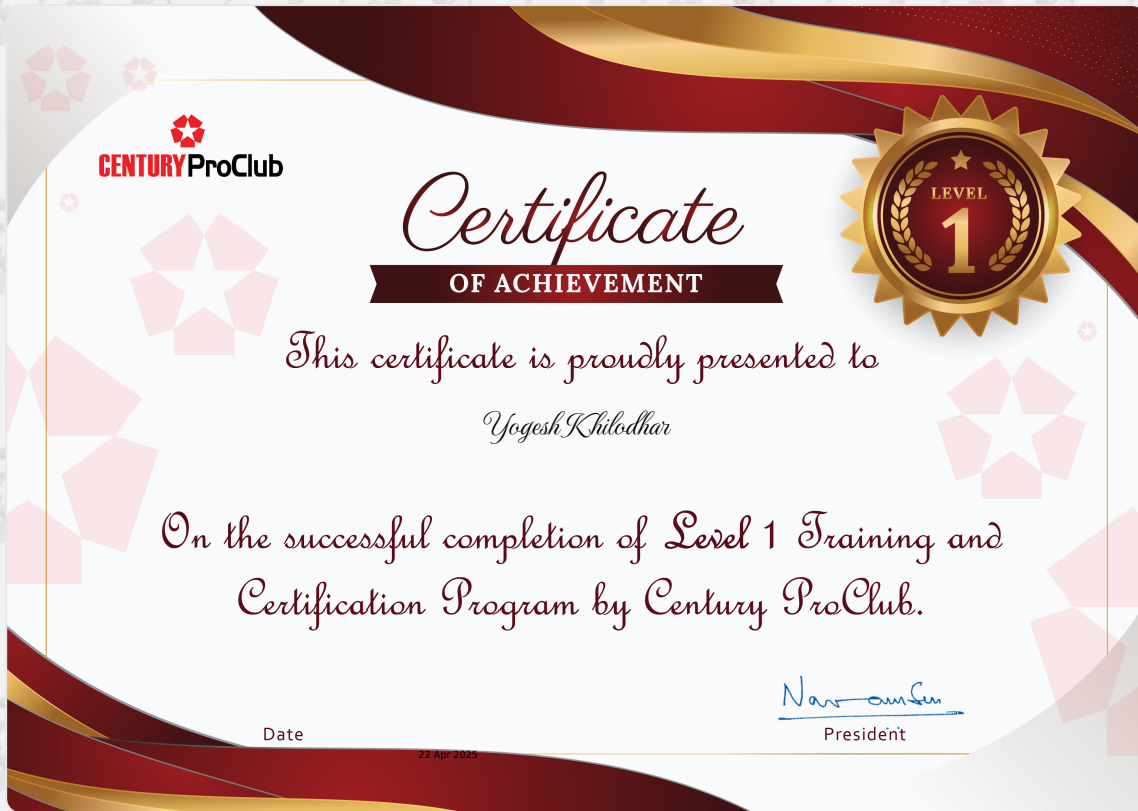 CENTURY ProClub
LEVEL
1
Certificate
OF ACHIEVEMENT
This certificate is proudly presented to
Yogesh Khilodhar
On the successful completion of Level 1 Training and
Certification Program by Century ProClub.
Date
President
22 Apr 2025